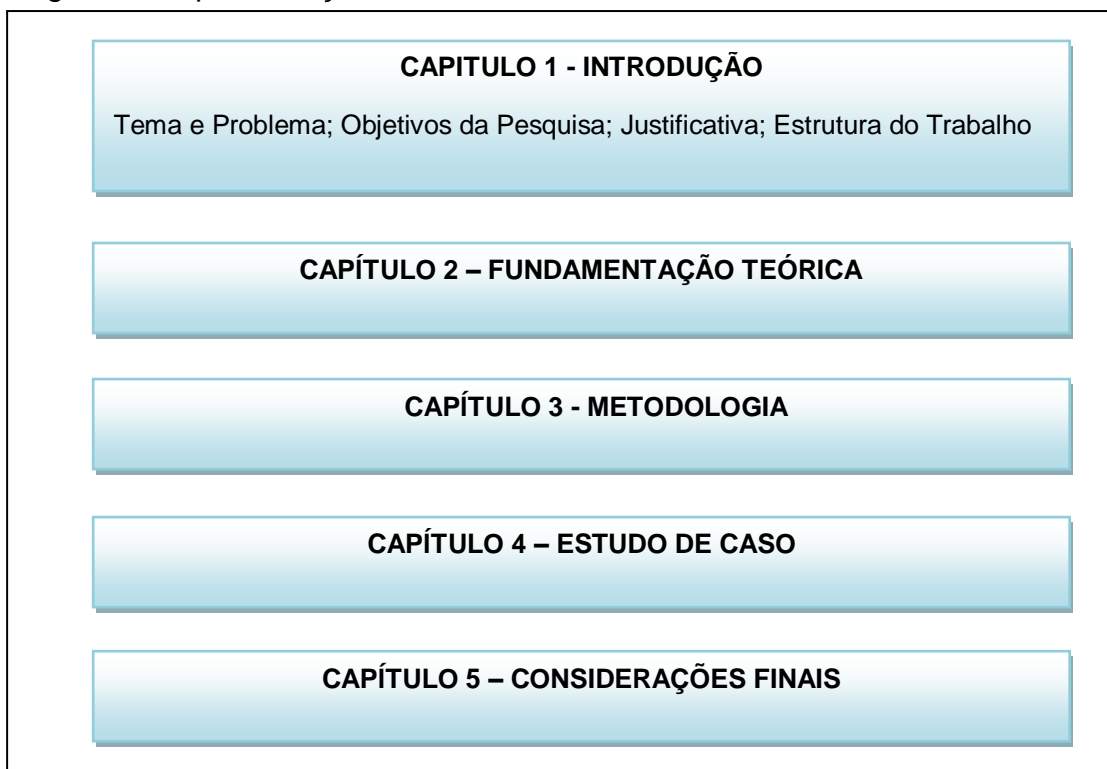 CAPITULO 1 - INTRODUÇÃO
Tema e Problema; Objetivos da Pesquisa; Justificativa; Estrutura do Trabalho
CAPÍTULO 2 – FUNDAMENTAÇÃO TEÓRICA
CAPÍTULO 3 - METODOLOGIA
CAPÍTULO 4 – ESTUDO DE CASO
CAPÍTULO 5 – CONSIDERAÇÕES FINAIS